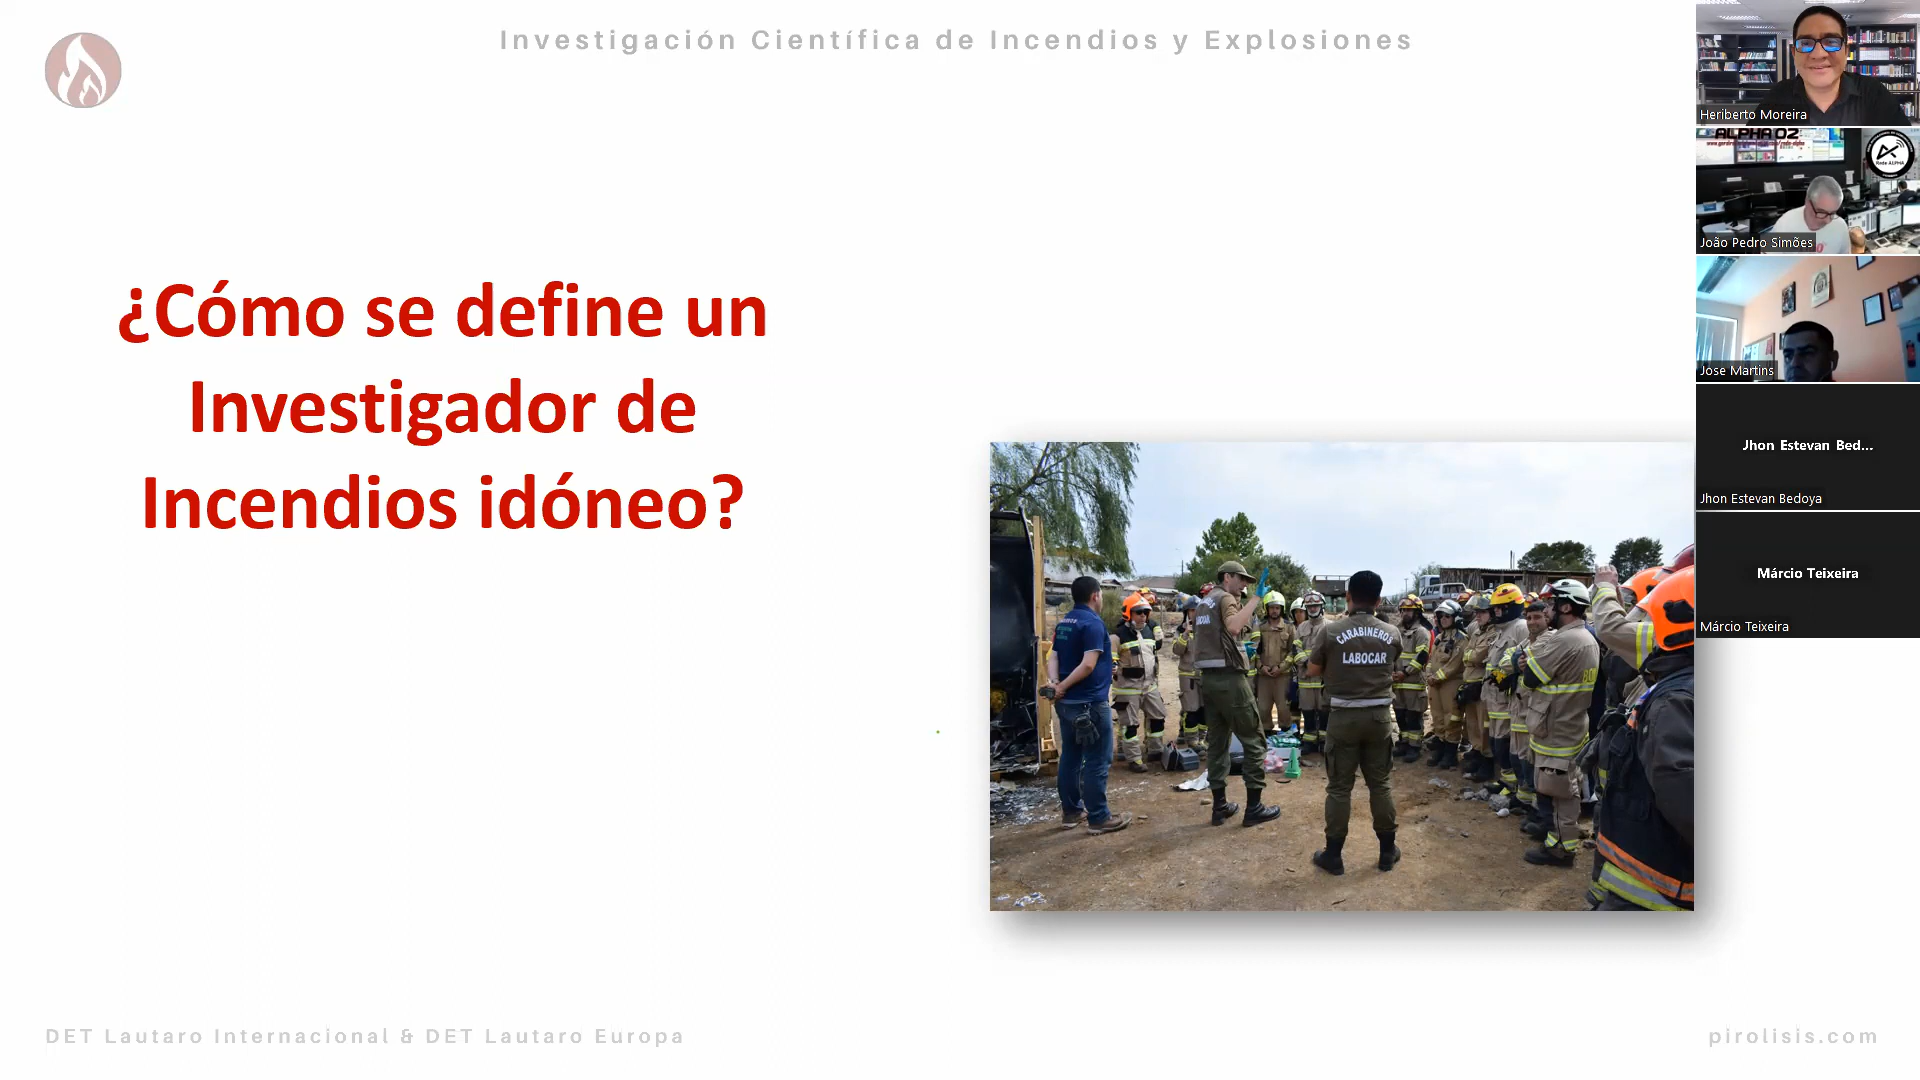 Investigación Científica de Incendios y Explosiones
¿Cómo se define un
Investigador de
Incendios idóneo?
CARABINEROS
LABOCAR
DET Lautaro Internacional & DET Lautaro Europa
pirolisis.com
Heriberto Moreira
ALPHA 02
Rede ALPHA
João Pedro Simões
Jose Martins
Jhon Estevan Bed...
Jhon Estevan Bedoya
Márcio Teixeira
Márcio Teixeira